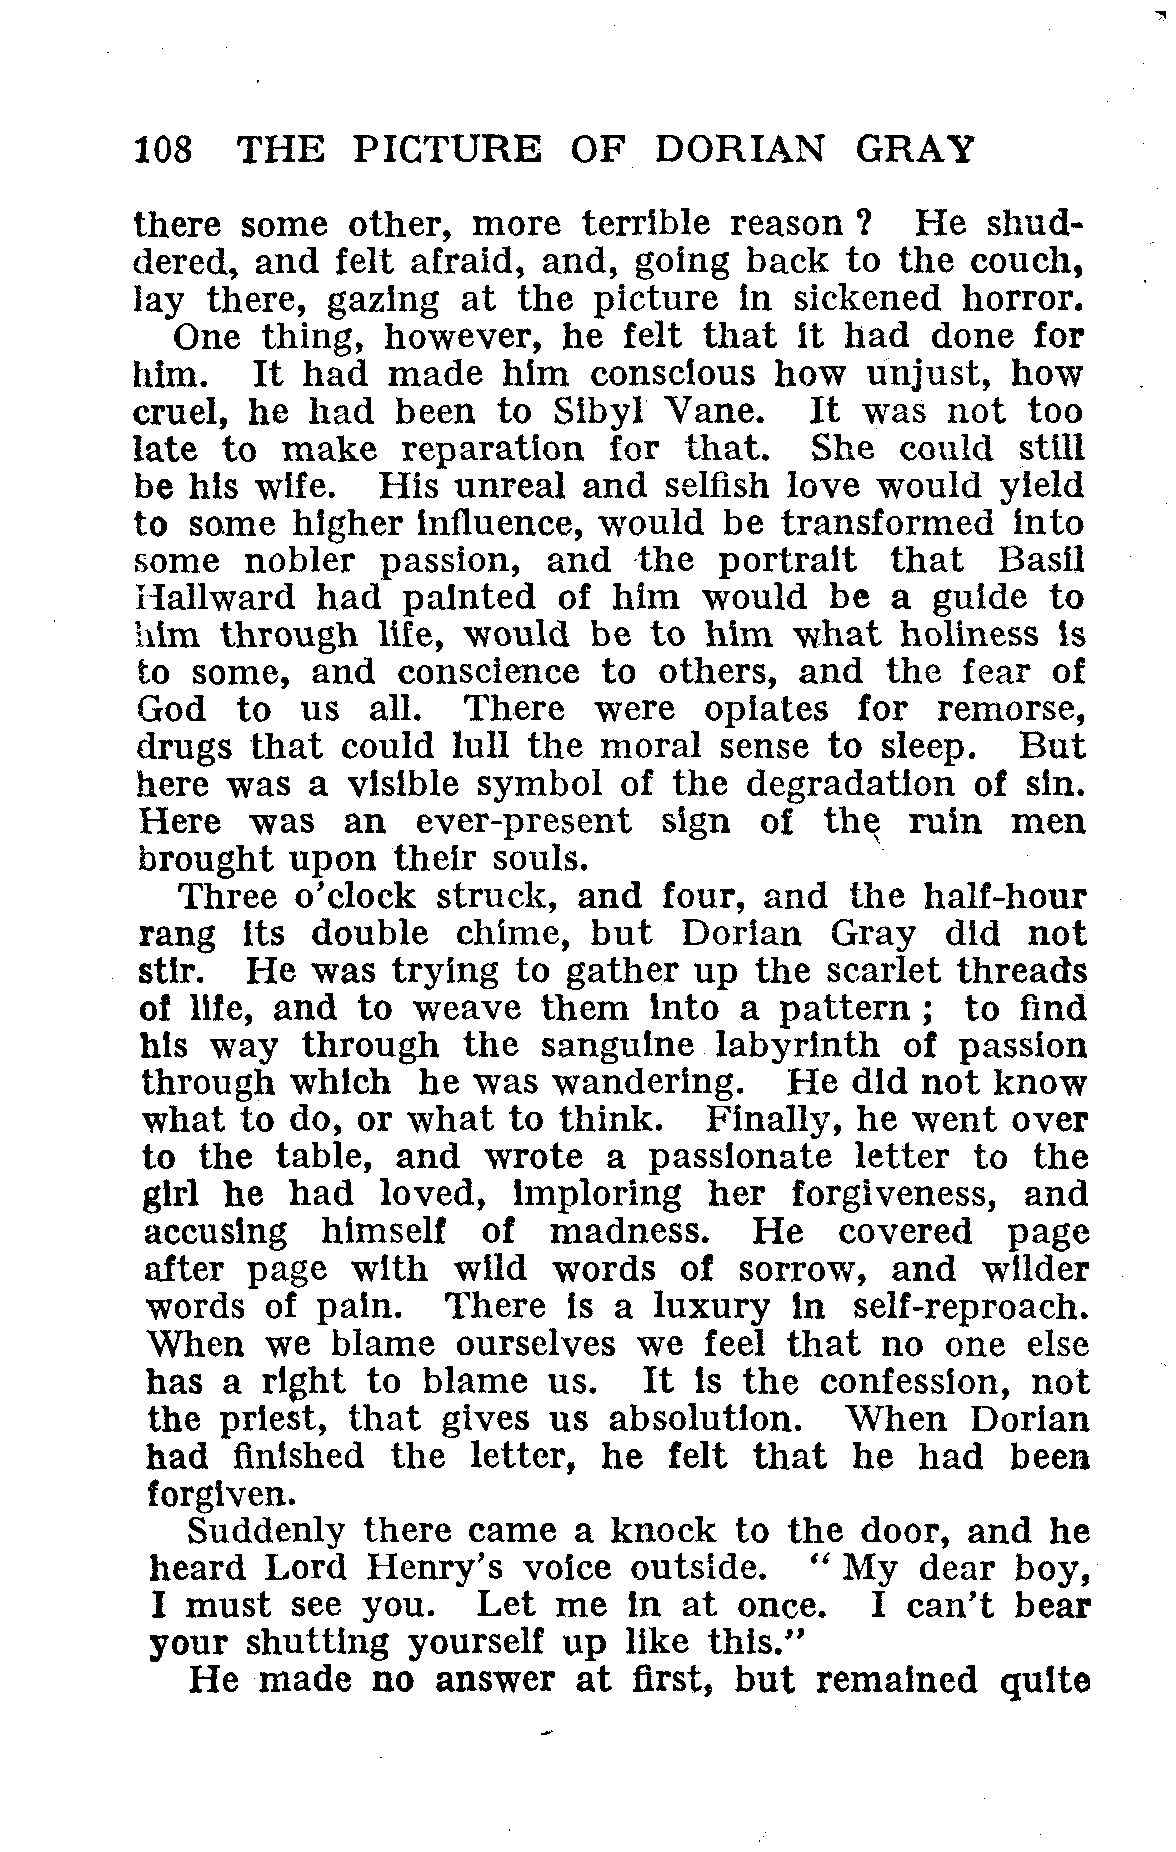 108 THE PICTURE OF DORIAN GRAY
there some other, more terrible reason ? He shud-
dered, and felt afraid, and, going back to the couch,
lay there, gazing at the picture in sickened horror.
One thing, however, he felt that it had done for
him. It had made him conscious how unjust, how
cruel, he had been to Sibyl Vane. It was not too
late to make reparation for that. She could still
be his wife. His unreal and selfish love would yield
to some higher influence, would be transformed into
some nobler passion, and the portrait that Basil
Hallward had painted of him would be a guide to
him through life, would be to him what holiness is
to some, and conscience to others, and the fear of
God to us all. There were opiates for remorse,
drugs that could lull the moral sense to sleep. But
here was a visible symbol of the degradation of sin.
Here was an ever-present sign of the ruin men
brought upon their souls.
Three o'clock struck, and four, and the half-hour
rang its double chime, but Dorian Gray did not
stir. He was trying to gather up the scarlet threads
of life, and to weave them into a pattern ; to find
his way through the sanguine labyrinth of passion
through which he was wandering. He did not know
what to do, or what to think. Finally, he went over
to the table, and wrote a passionate letter to the
girl he had loved, imploring her forgiveness, and
accusing himself of madness. He covered page
after page with wild words of sorrow, and wilder
words of pain. There is a luxury in self-reproach.
When we blame ourselves we feel that no one else
has a right to blame us. It is the confession, not
the priest, that gives us absolution. When Dorian
had finished the letter, he felt that he had been
forgiven.
Suddenly there came a knock to the door, and he
heard Lord Henry's voice outside. " My dear boy,
I must see you. Let me in at once. I can't bear
your shutting yourself up like this."
He made no answer at first, but remained quite